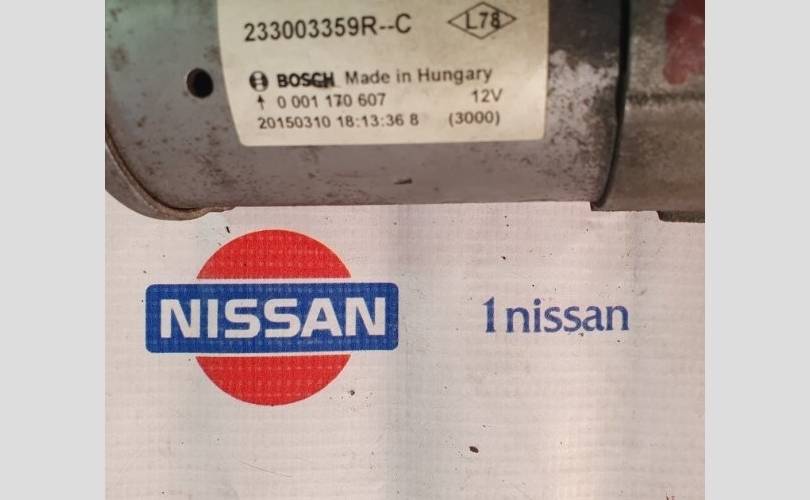 233003359R--C L78
BOSCH Made in Hungary
0 001 170 607 12V
20150310 18:13:36 8 (3000)
NISSAN
1nissan